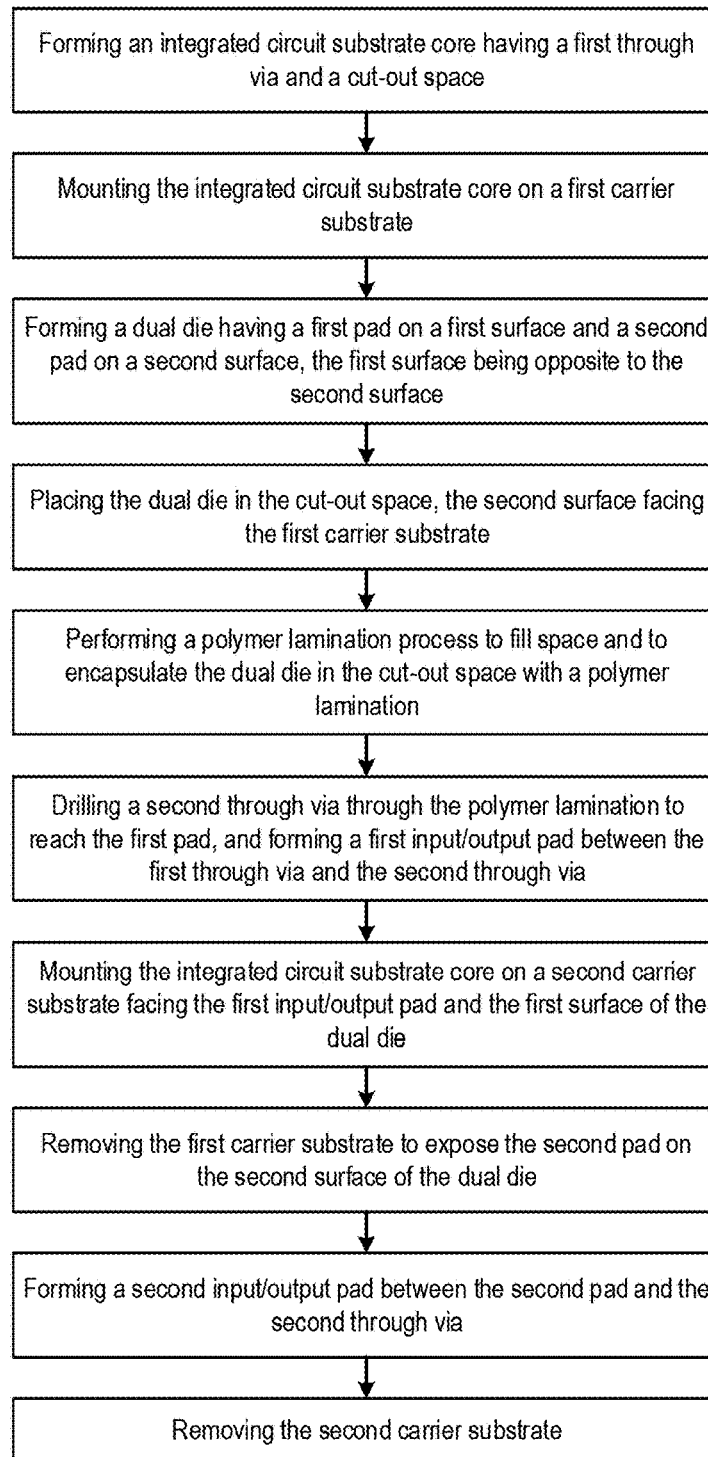 Forming an integrated circuit substrate core having a first through
via and a cut-out space
Mounting the integrated circuit substrate core on a first carrier
substrate
Forming a dual die having a first pad on a first surface and a second
pad on a second surface, the first surface being opposite to the
second surface
Placing the dual die in the cut-out space, the second surface facing
the first carrier substrate
Performing a polymer lamination process to fill space and to
encapsulate the dual die in the cut-out space with a polymer
lamination
Drilling a second through via through the polymer lamination to
reach the first pad, and forming a first input/output pad between the
first through via and the second through via
Mounting the integrated circuit substrate core on a second carrier
substrate facing the first input/output pad and the first surface of the
dual die
Removing the first carrier substrate to expose the second pad on
the second surface of the dual die
Forming a second input/output pad between the second pad and the
second through via
Removing the second carrier substrate